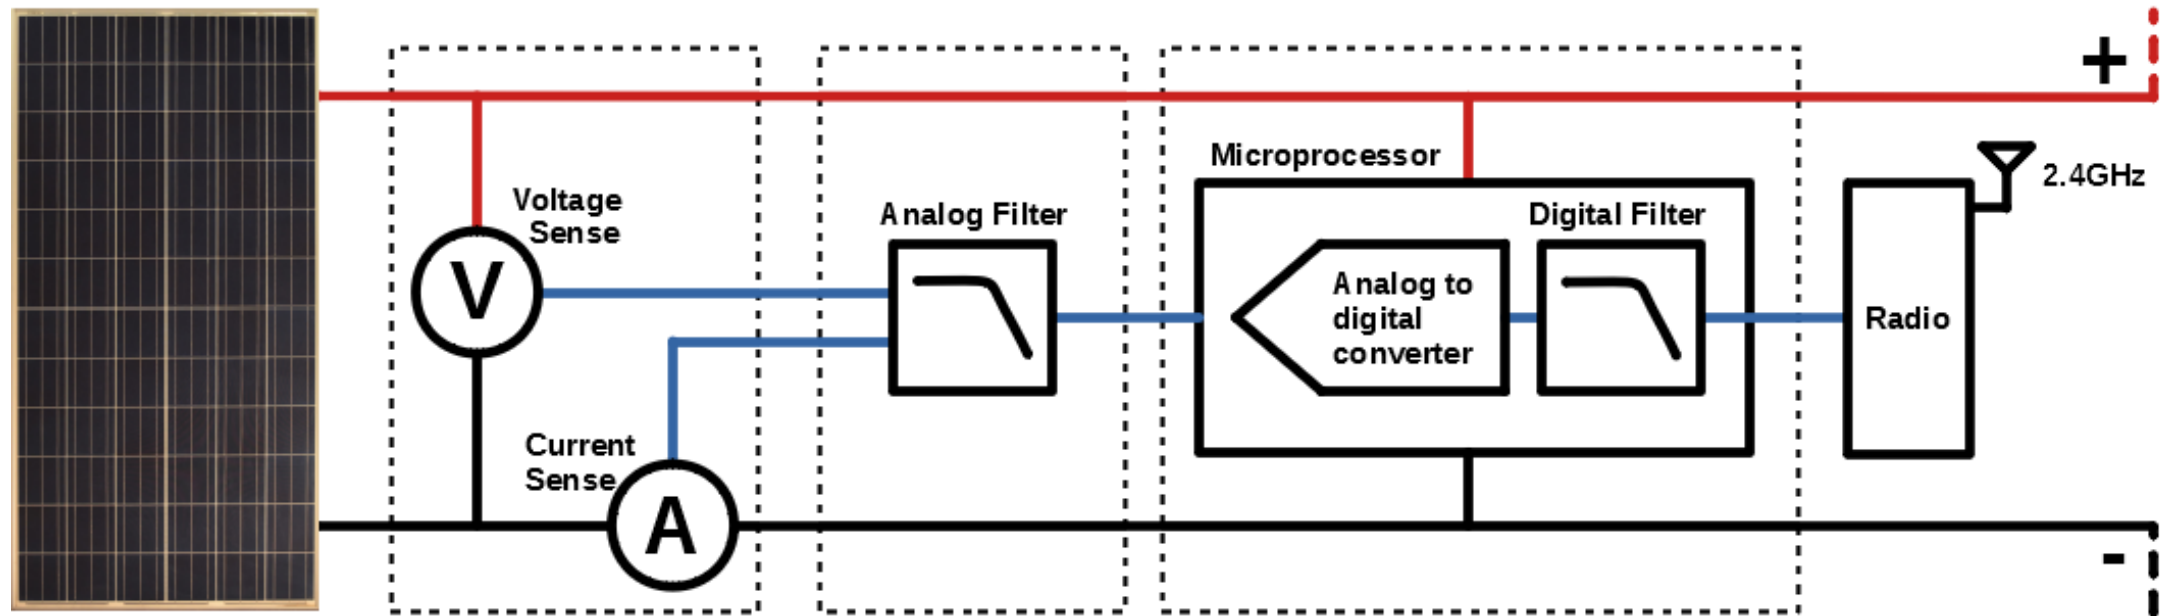 +
Microprocessor
2.4GHz
Voltage
Sense
Analog Filter
Digital Filter
V
Analog to
digital
converter
Radio
Current
Sense
A
-